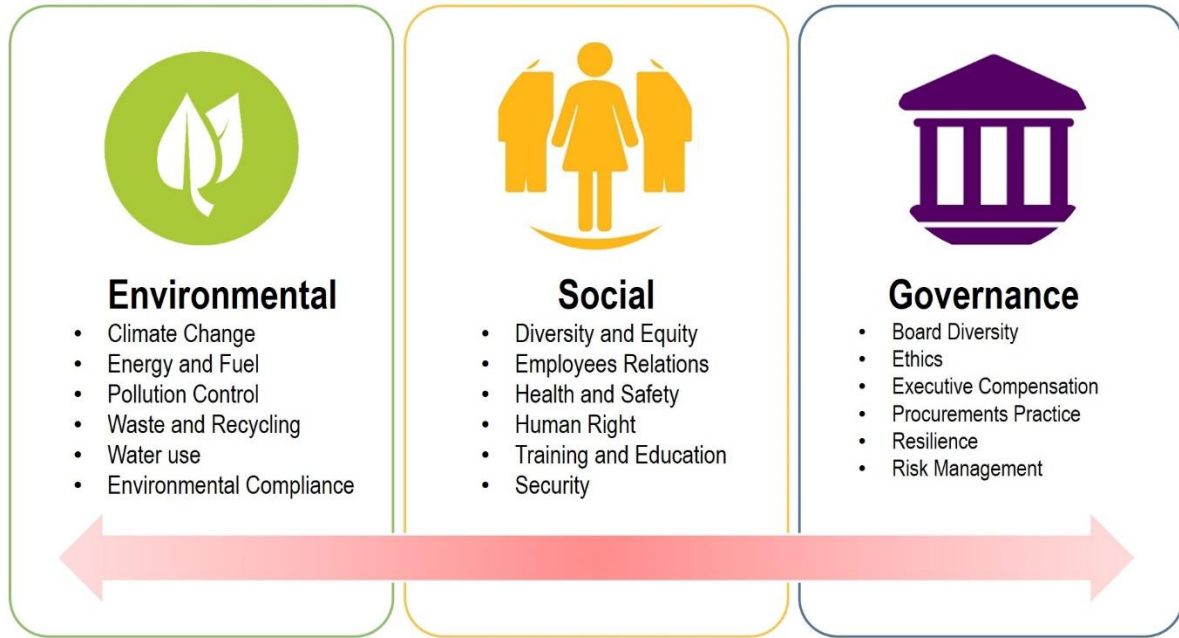 Environmental
• Climate Change
• Energy and Fuel
• Pollution Control
• Waste and Recycling
• Water use
• Environmental Compliance
Social
• Diversity and Equity
• Employees Relations
• Health and Safety
• Human Right
• Training and Education
• Security
Governance
• Board Diversity
• Ethics
• Executive Compensation
• Procurements Practice
• Resilience
• Risk Management